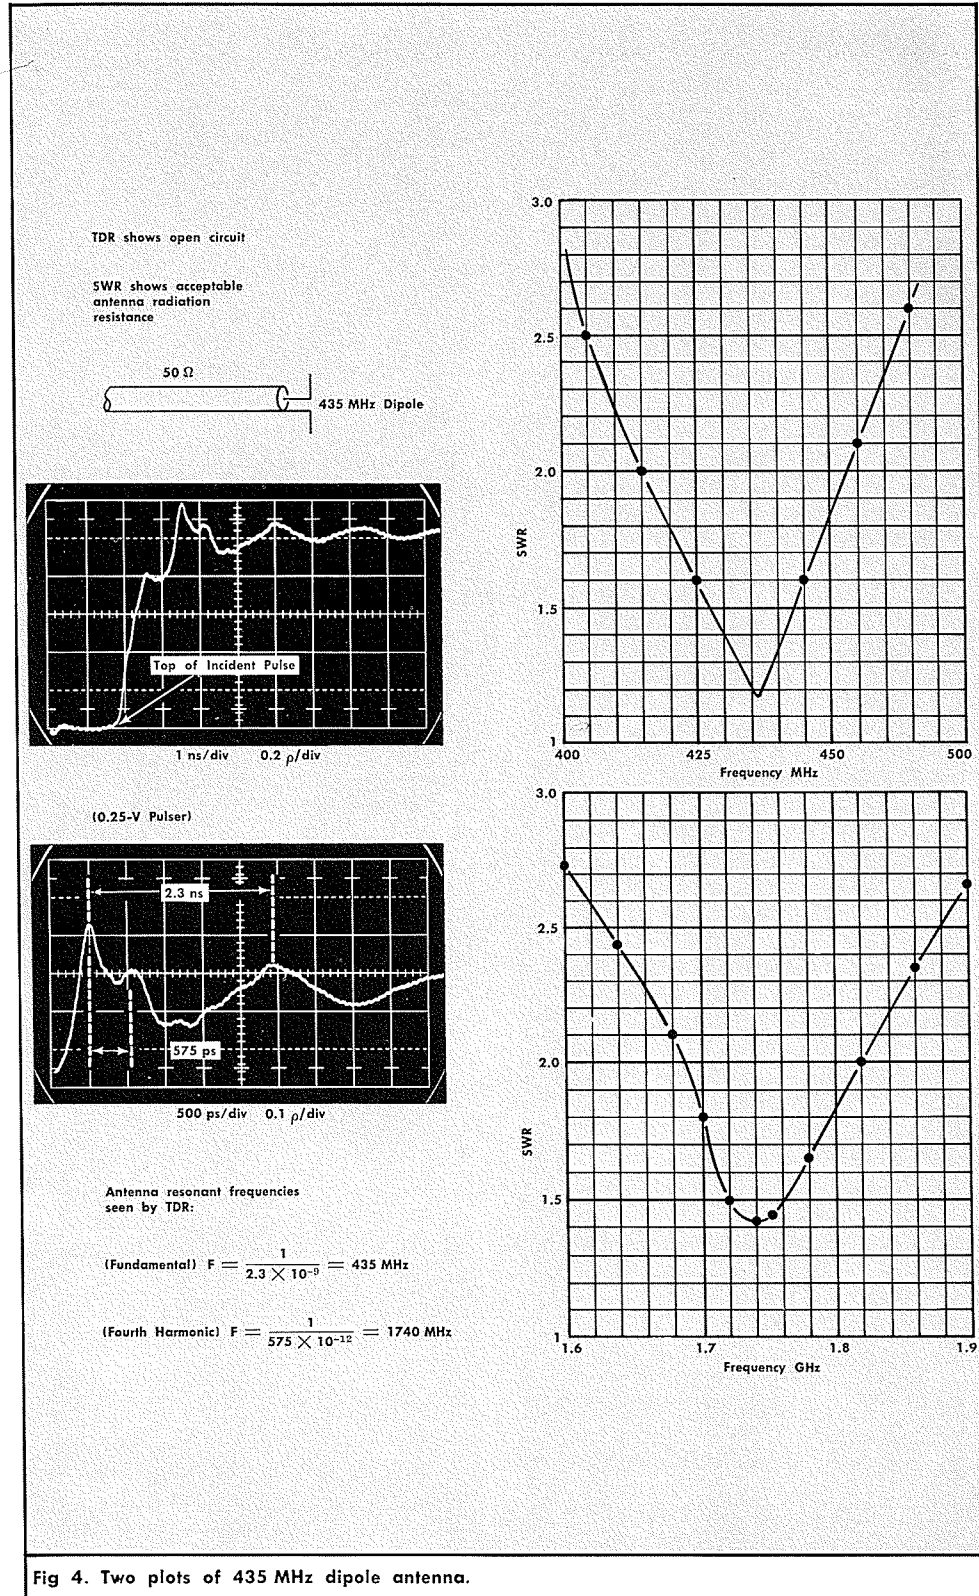 TDR shows open circuit
SWR shows acceptable
antenna radiation
resistance
50 Ω
435 MHz Dipole
Top of Incident Pulse
1 ns/div 0.2 ρ/div
(0.25-V Pulser)
2.3 ns
575 ps
500 ps/div 0.1 ρ/div
Antenna resonant frequencies
seen by TDR:
(Fundamental) F = 1 / 2.3 × 10⁻⁹ = 435 MHz
(Fourth Harmonic) F = 1 / 575 × 10⁻¹² = 1740 MHz
3.0
2.5
2.0
1.5
1
SWR
400 425 450 500
Frequency MHz
3.0
2.5
2.0
1.5
1
SWR
1.6 1.7 1.8 1.9
Frequency GHz
Fig 4. Two plots of 435 MHz dipole antenna.